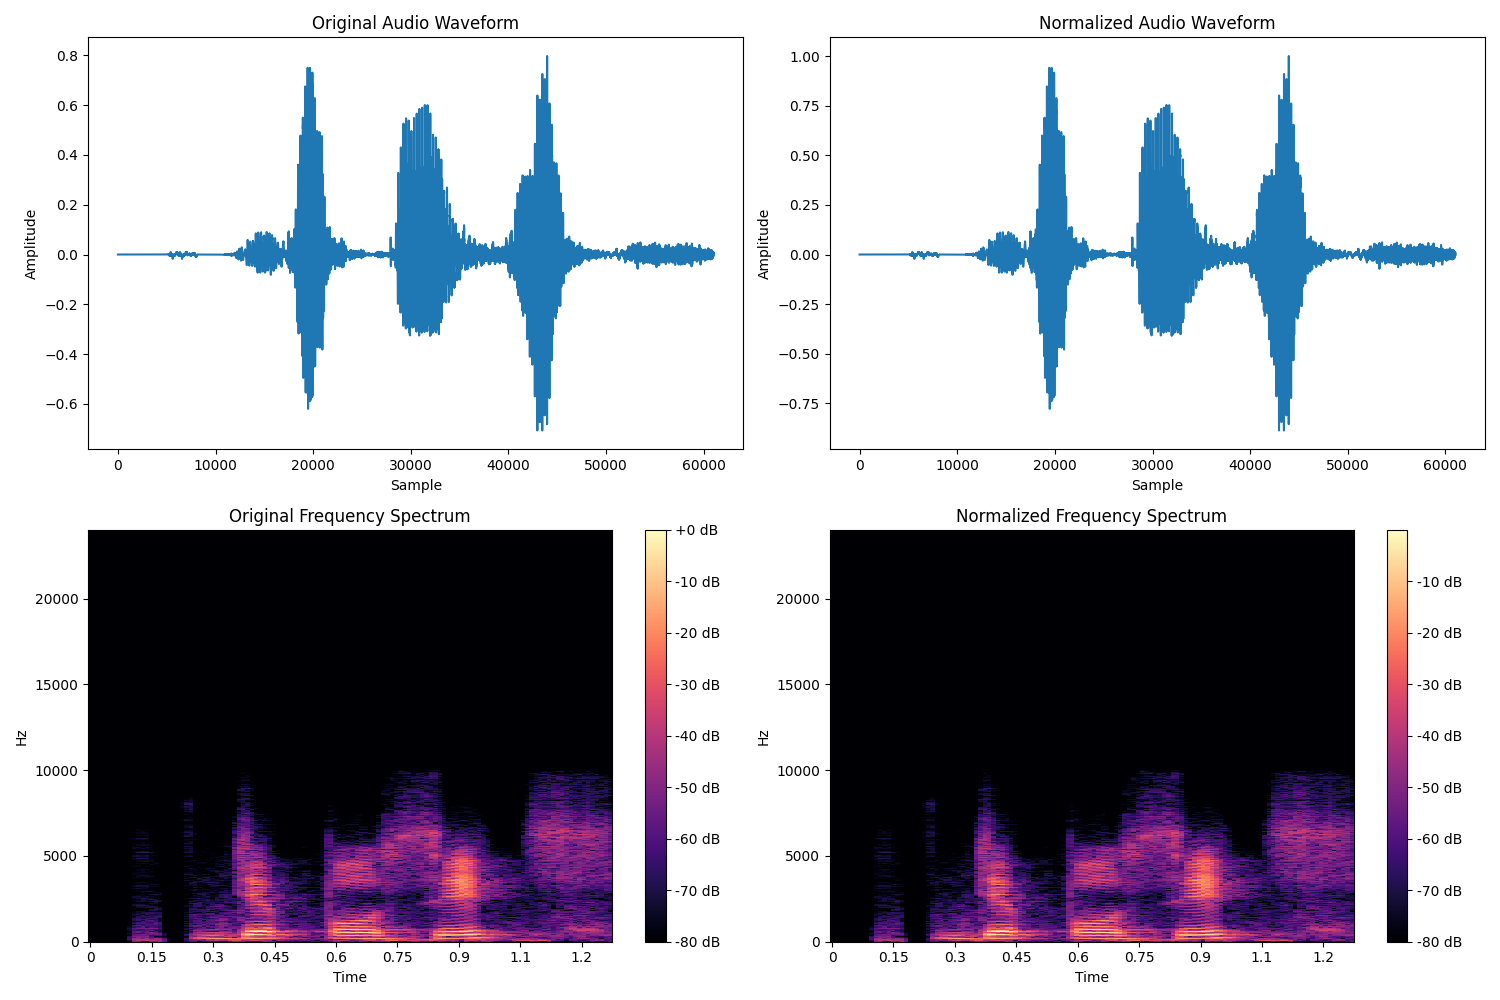 Original Audio Waveform
Normalized Audio Waveform
0.8
0.6
0.4
0.2
0.0
−0.2
−0.4
−0.6
Amplitude
0 10000 20000 30000 40000 50000 60000
Sample
1.00
0.75
0.50
0.25
0.00
−0.25
−0.50
−0.75
Amplitude
0 10000 20000 30000 40000 50000 60000
Sample
Original Frequency Spectrum
Normalized Frequency Spectrum
20000
15000
10000
5000
0
Hz
0 0.15 0.3 0.45 0.6 0.75 0.9 1.1 1.2
Time
+0 dB
-10 dB
-20 dB
-30 dB
-40 dB
-50 dB
-60 dB
-70 dB
-80 dB
20000
15000
10000
5000
0
Hz
0 0.15 0.3 0.45 0.6 0.75 0.9 1.1 1.2
Time
-10 dB
-20 dB
-30 dB
-40 dB
-50 dB
-60 dB
-70 dB
-80 dB